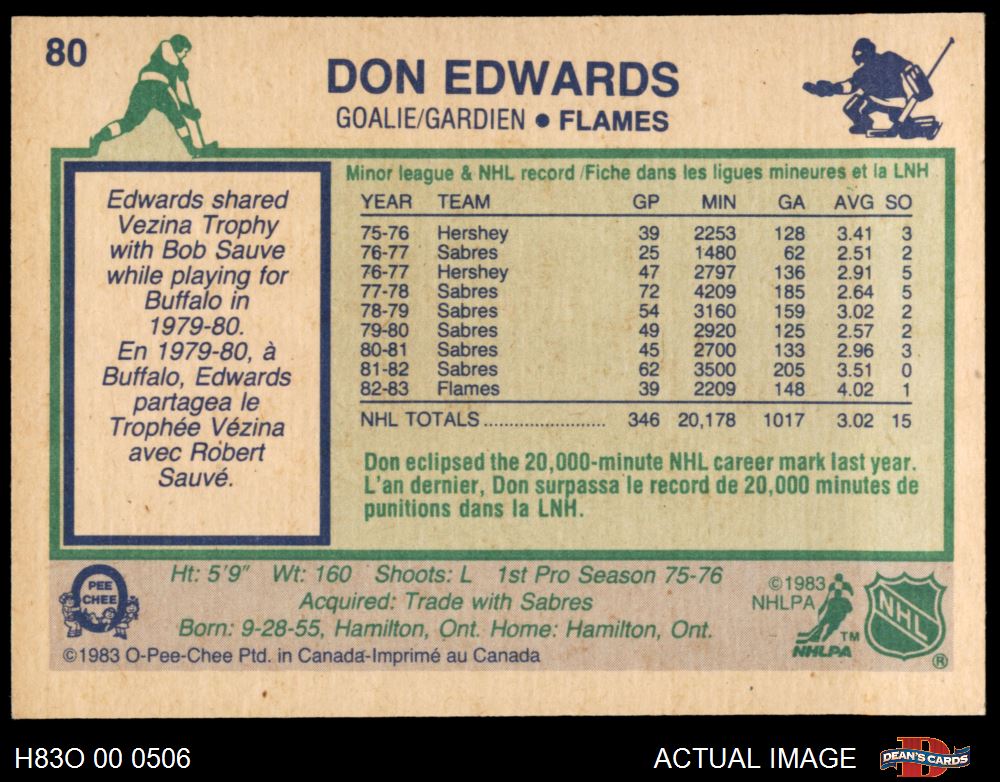 80
DON EDWARDS
GOALIE/GARDIEN • FLAMES
Edwards shared
Vezina Trophy
with Bob Sauve
while playing for
Buffalo in
1979-80.
En 1979-80, à
Buffalo, Edwards
partagea le
Trophée Vézina
avec Robert
Sauvé.
Minor league & NHL record /Fiche dans les ligues mineures et la LNH
YEAR TEAM GP MIN GA AVG SO
75-76 Hershey 39 2253 128 3.41 3
76-77 Sabres 25 1480 62 2.51 2
76-77 Hershey 47 2797 136 2.91 5
77-78 Sabres 72 4209 185 2.64 5
78-79 Sabres 54 3160 159 3.02 2
79-80 Sabres 49 2920 125 2.57 2
80-81 Sabres 45 2700 133 2.96 3
81-82 Sabres 62 3500 205 3.51 0
82-83 Flames 39 2209 148 4.02 1
NHL TOTALS........................ 346 20,178 1017 3.02 15
Don eclipsed the 20,000-minute NHL career mark last year.
L'an dernier, Don surpassa le record de 20,000 minutes de
punitions dans la LNH.
PEE
CHEE
Ht: 5'9" Wt: 160 Shoots: L 1st Pro Season 75-76
Acquired: Trade with Sabres
Born: 9-28-55, Hamilton, Ont. Home: Hamilton, Ont.
©1983 O-Pee-Chee Ptd. in Canada-Imprimé au Canada
©1983
NHLPA
TM
NHLPA
NHL
®
H83O 00 0506
ACTUAL IMAGE
DEAN'S CARDS
D